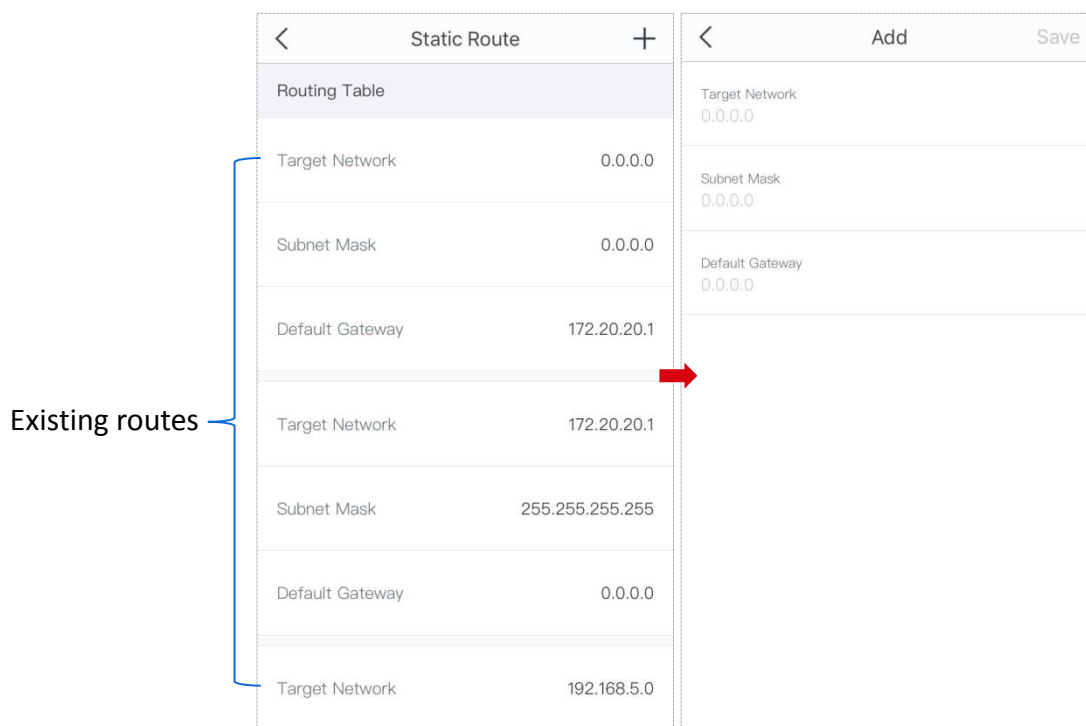 Static Route
Routing Table
Target Network 0.0.0.0
Subnet Mask 0.0.0.0
Default Gateway 172.20.20.1
Existing routes
Target Network 172.20.20.1
Subnet Mask 255.255.255.255
Default Gateway 0.0.0.0
Target Network 192.168.5.0
Add Save
Target Network
0.0.0.0
Subnet Mask
0.0.0.0
Default Gateway
0.0.0.0